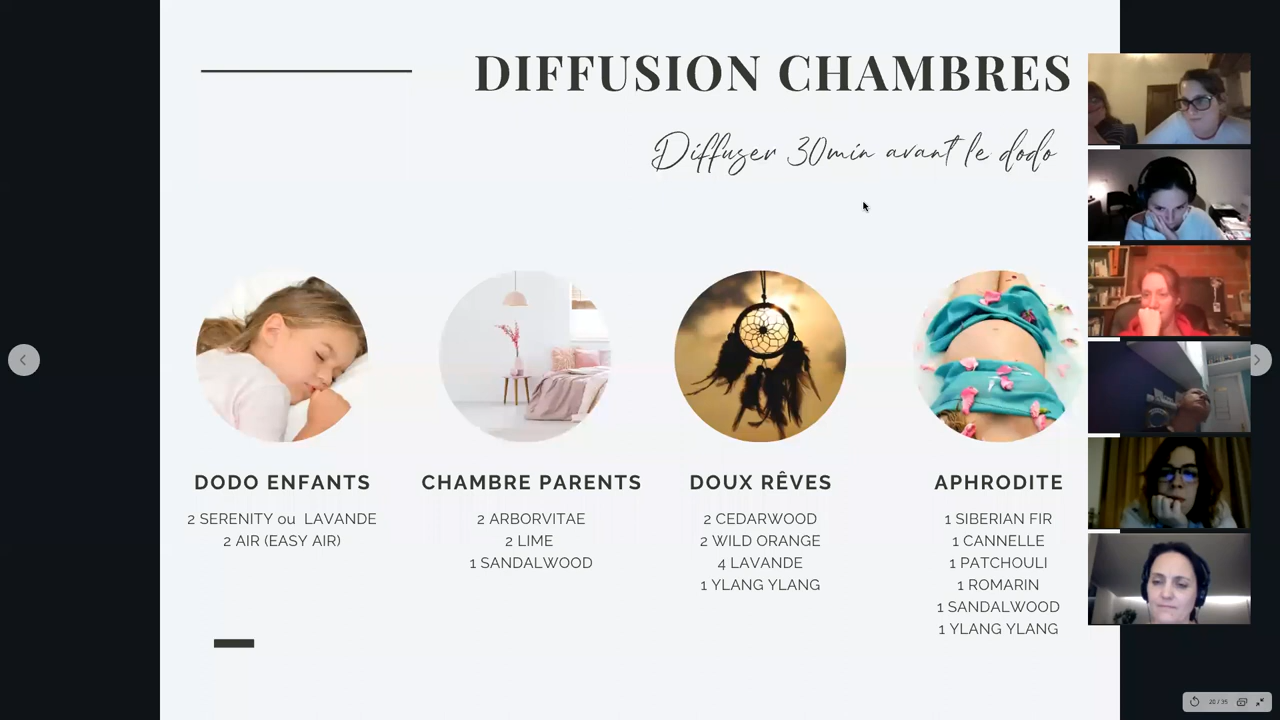 DIFFUSION CHAMBRES
Diffuser 30min avant le dodo
DODO ENFANTS
2 SERENITY ou LAVANDE
2 AIR (EASY AIR)
CHAMBRE PARENTS
2 ARBORVITAE
2 LIME
1 SANDALWOOD
DOUX RÊVES
2 CEDARWOOD
2 WILD ORANGE
4 LAVANDE
1 YLANG YLANG
APHRODITE
1 SIBERIAN FIR
1 CANNELLE
1 PATCHOULI
1 ROMARIN
1 SANDALWOOD
1 YLANG YLANG
20 / 35